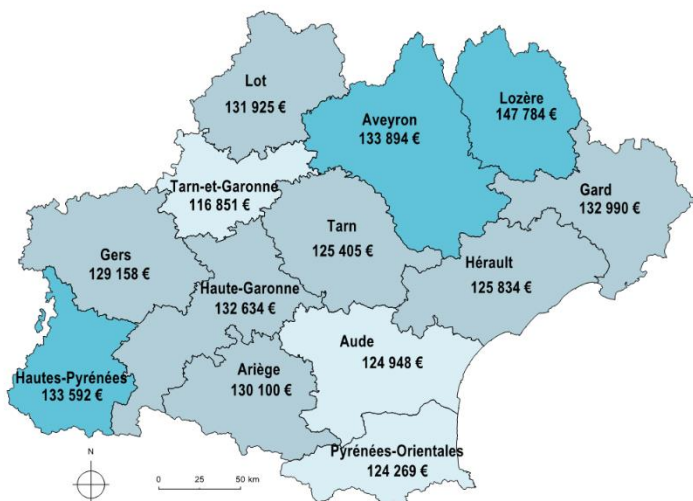 Lot
131 925 €
Aveyron
133 894 €
Lozère
147 784 €
Tarn-et-Garonne
116 851 €
Gard
132 990 €
Tarn
125 405 €
Gers
129 158 €
Hérault
125 834 €
Haute-Garonne
132 634 €
Aude
124 948 €
Hautes-Pyrénées
133 592 €
Ariège
130 100 €
Pyrénées-Orientales
124 269 €
N
0 25 50 km